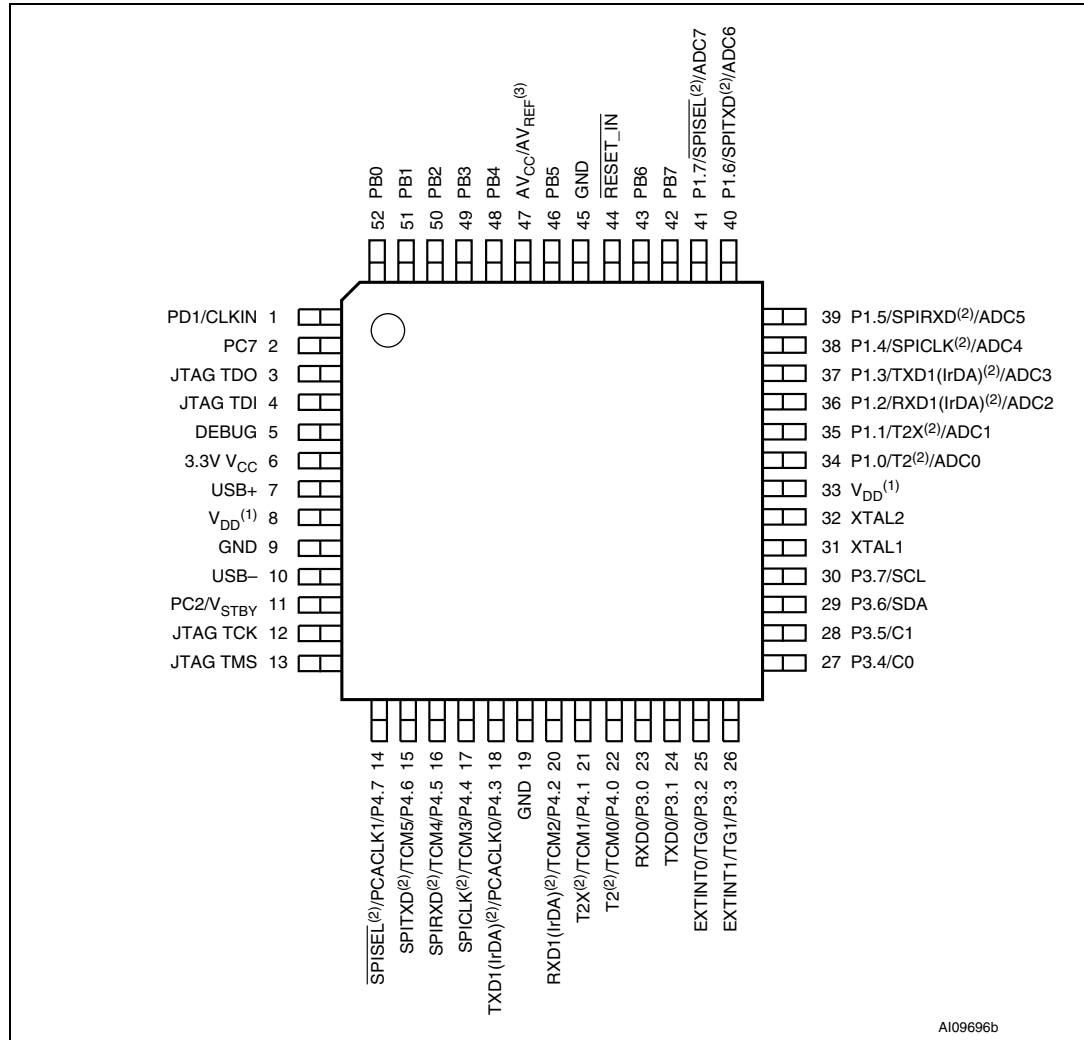 52 PB0
51 PB1
50 PB2
49 PB3
48 PB4
47 AV_CC/AV_REF(3)
46 PB5
45 GND
44 RESET_IN
43 PB6
42 PB7
41 P1.7/SPISEL(2)/ADC7
40 P1.6/SPITXD(2)/ADC6
PD1/CLKIN 1
PC7 2
JTAG TDO 3
JTAG TDI 4
DEBUG 5
3.3V V_CC 6
USB+ 7
V_DD(1) 8
GND 9
USB– 10
PC2/V_STBY 11
JTAG TCK 12
JTAG TMS 13
39 P1.5/SPIRXD(2)/ADC5
38 P1.4/SPICLK(2)/ADC4
37 P1.3/TXD1(IrDA)(2)/ADC3
36 P1.2/RXD1(IrDA)(2)/ADC2
35 P1.1/T2X(2)/ADC1
34 P1.0/T2(2)/ADC0
33 V_DD(1)
32 XTAL2
31 XTAL1
30 P3.7/SCL
29 P3.6/SDA
28 P3.5/C1
27 P3.4/C0
SPISEL(2)/PCACLK1/P4.7 14
SPITXD(2)/TCM5/P4.6 15
SPIRXD(2)/TCM4/P4.5 16
SPICLK(2)/TCM3/P4.4 17
TXD1(IrDA)(2)/PCACLK0/P4.3 18
GND 19
RXD1(IrDA)(2)/TCM2/P4.2 20
T2X(2)/TCM1/P4.1 21
T2(2)/TCM0/P4.0 22
RXD0/P3.0 23
TXD0/P3.1 24
EXTINT0/TG0/P3.2 25
EXTINT1/TG1/P3.3 26
AI09696b